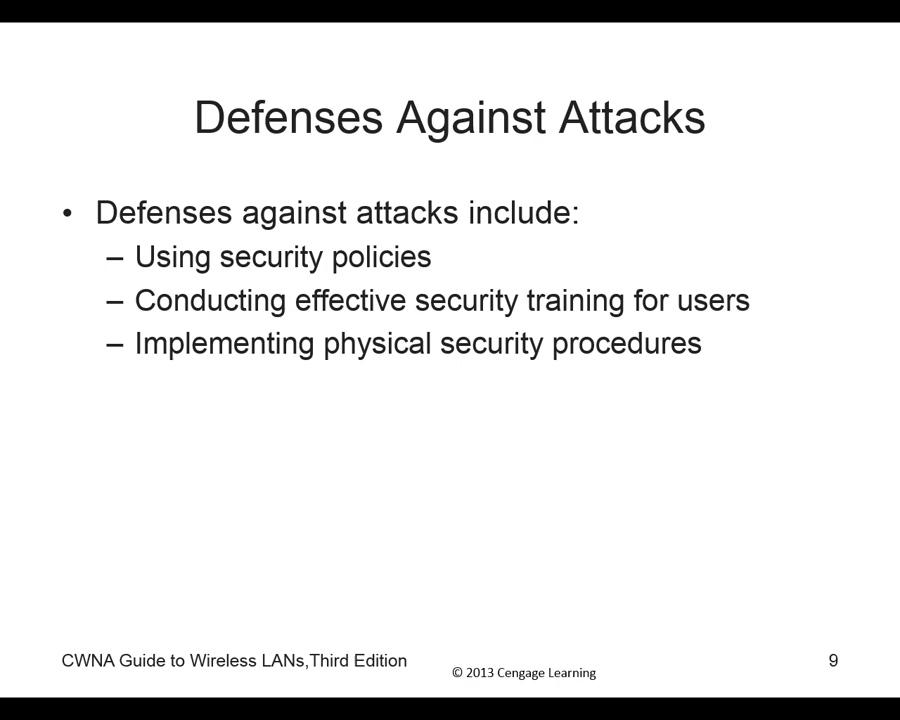 Defenses Against Attacks
• Defenses against attacks include:
– Using security policies
– Conducting effective security training for users
– Implementing physical security procedures
CWNA Guide to Wireless LANs,Third Edition
© 2013 Cengage Learning
9